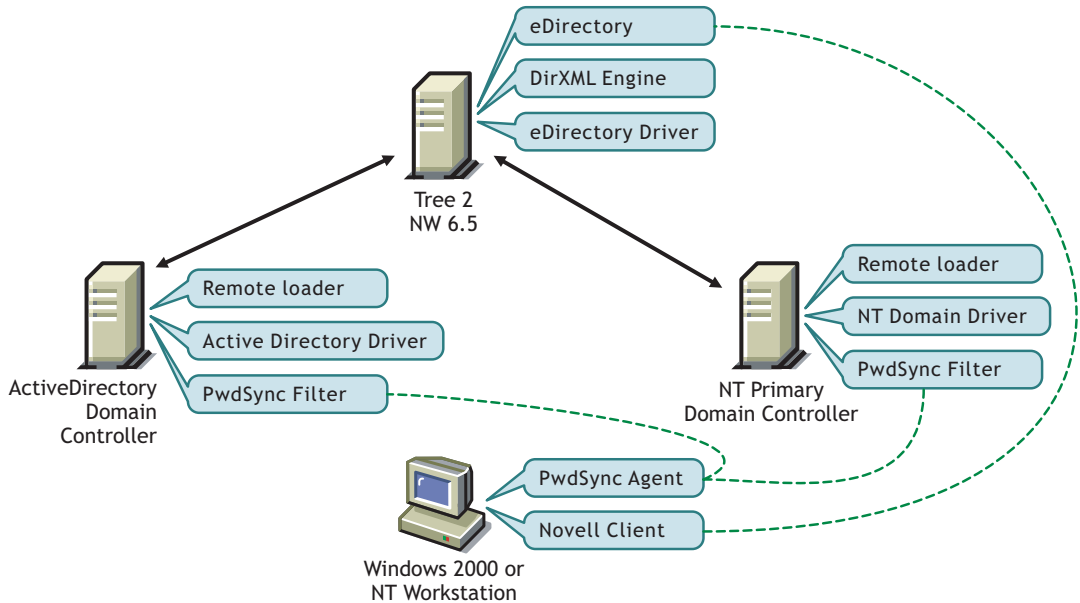 eDirectory
DirXML Engine
eDirectory Driver
Tree 2
NW 6.5
Remote loader
Active Directory Driver
PwdSync Filter
ActiveDirectory
Domain
Controller
Remote loader
NT Domain Driver
PwdSync Filter
NT Primary
Domain Controller
PwdSync Agent
Novell Client
Windows 2000 or
NT Workstation